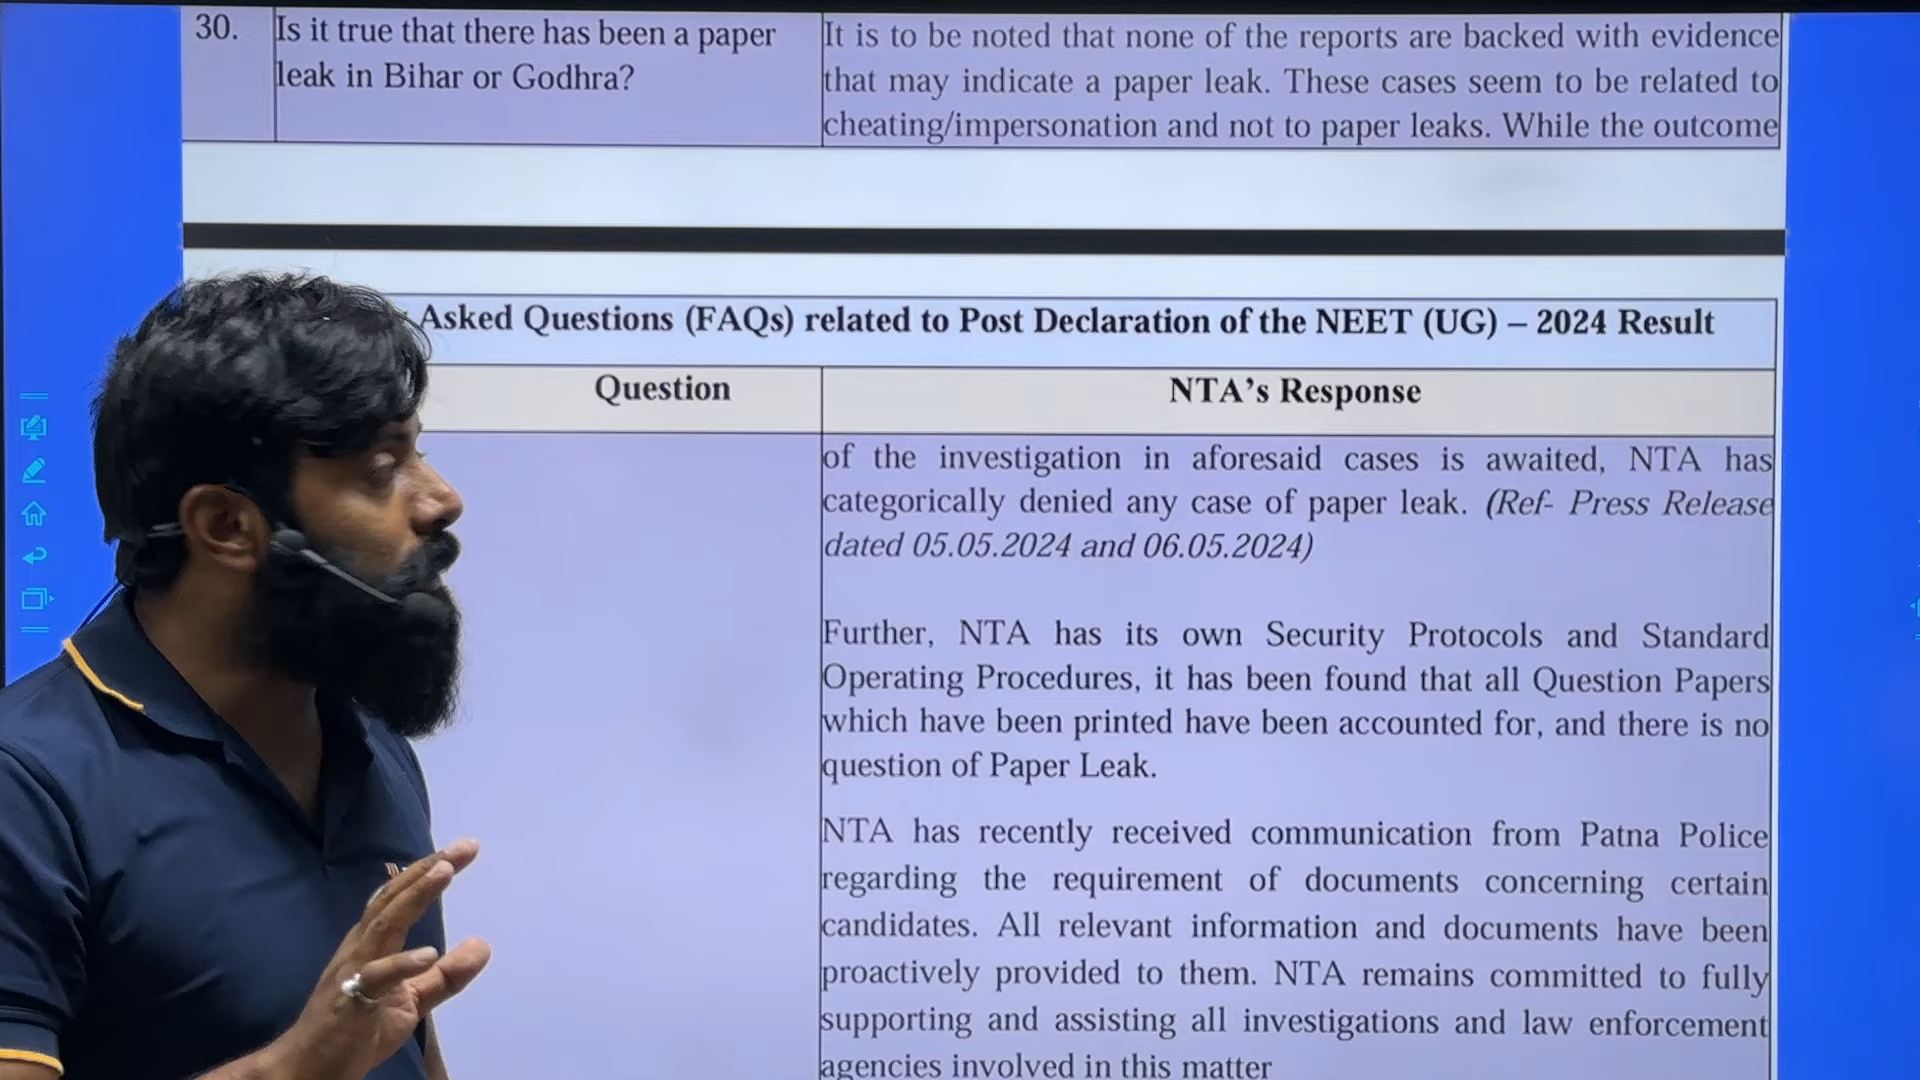 30.
Is it true that there has been a paper
leak in Bihar or Godhra?
It is to be noted that none of the reports are backed with evidence
that may indicate a paper leak. These cases seem to be related to
cheating/impersonation and not to paper leaks. While the outcome
Asked Questions (FAQs) related to Post Declaration of the NEET (UG) – 2024 Result
Question
NTA’s Response
of the investigation in aforesaid cases is awaited, NTA has
categorically denied any case of paper leak. (Ref- Press Release
dated 05.05.2024 and 06.05.2024)
Further, NTA has its own Security Protocols and Standard
Operating Procedures, it has been found that all Question Papers
which have been printed have been accounted for, and there is no
question of Paper Leak.
NTA has recently received communication from Patna Police
regarding the requirement of documents concerning certain
candidates. All relevant information and documents have been
proactively provided to them. NTA remains committed to fully
supporting and assisting all investigations and law enforcement
agencies involved in this matter